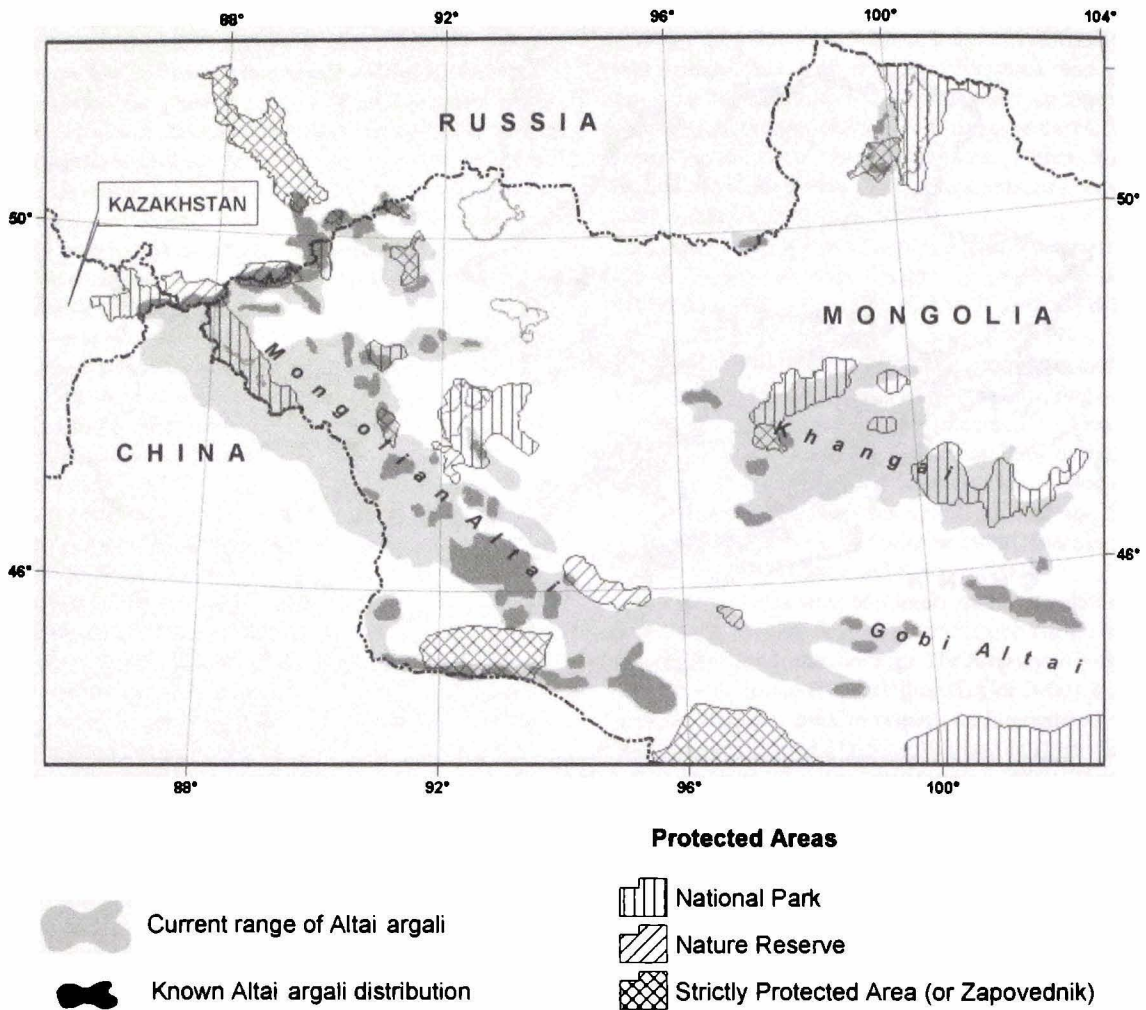 88° 92° 96° 100° 104°
RUSSIA
KAZAKHSTAN
50° 50°
MONGOLIA
Mongolian Altai
CHINA
Khangai
46° 46°
Gobi Altai
88° 92° 96° 100°
Protected Areas
National Park
Current range of Altai argali
Nature Reserve
Known Altai argali distribution
Strictly Protected Area (or Zapovednik)